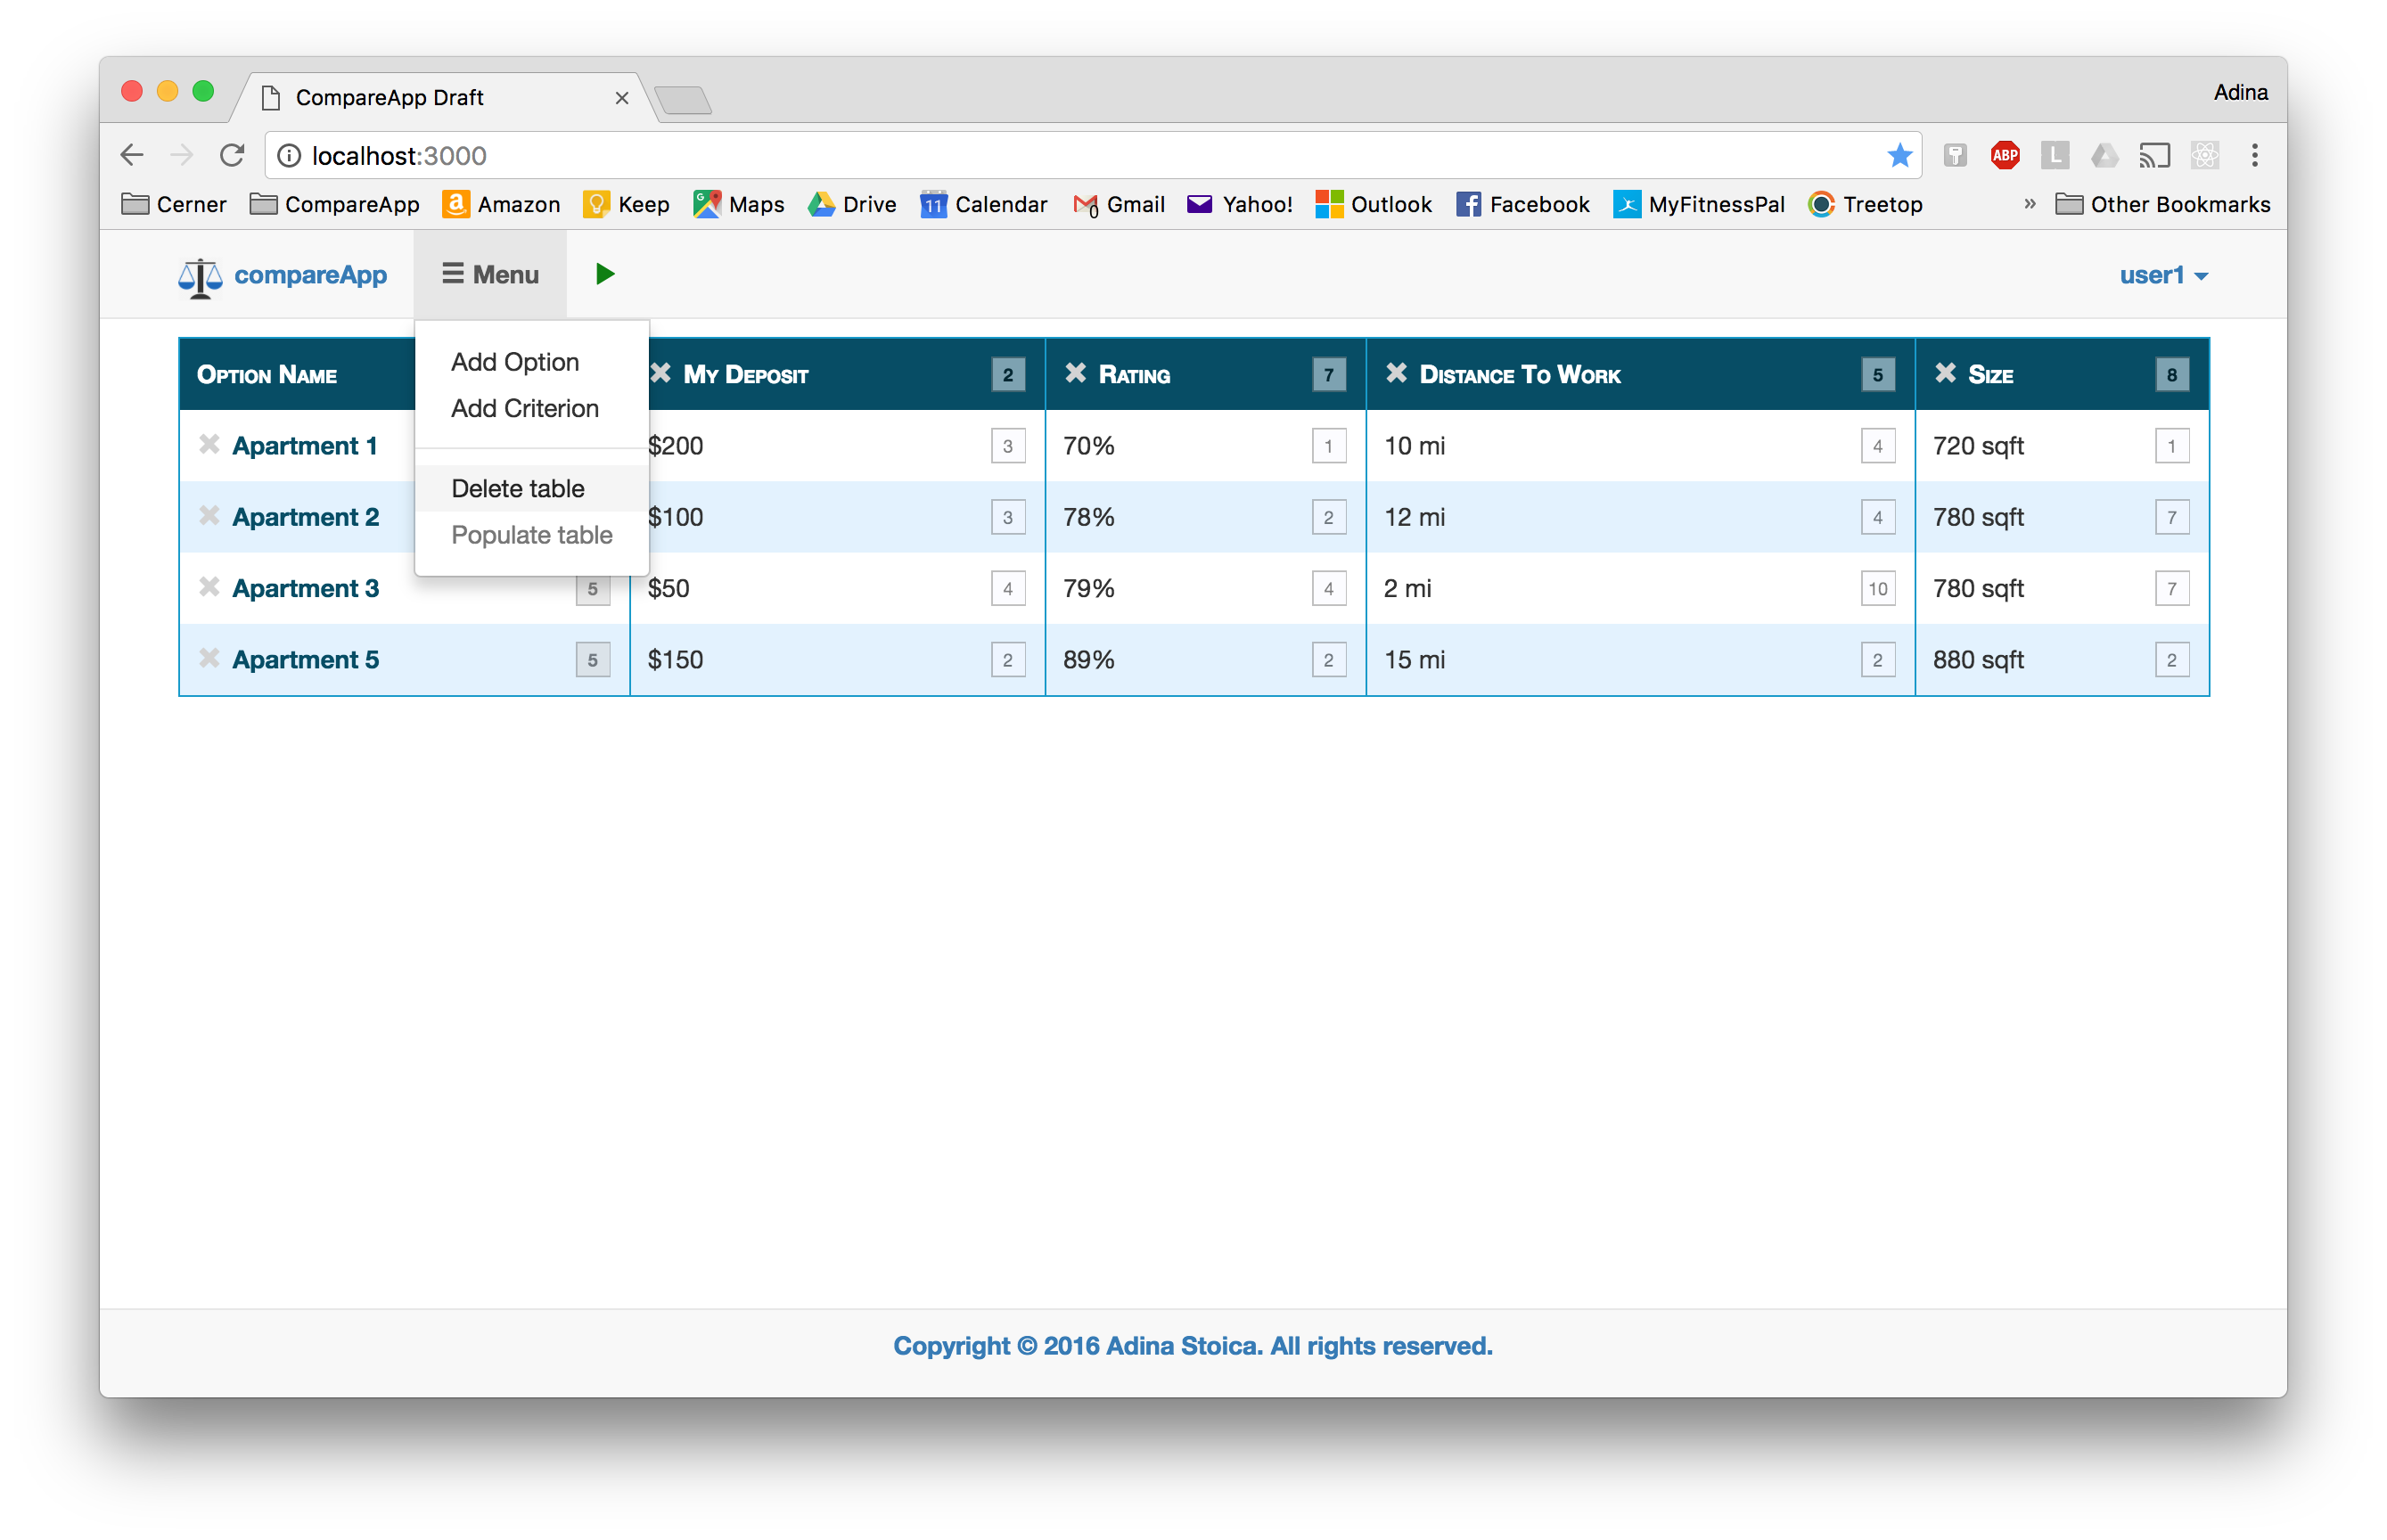 CompareApp Draft
Adina
localhost:3000
ABP
L
Cerner CompareApp Amazon Keep Maps Drive 11 Calendar Gmail Yahoo! Outlook Facebook MyFitnessPal Treetop » Other Bookmarks
compareApp Menu user1
Option Name My Deposit 2 Rating 7 Distance To Work 5 Size 8
Add Option
Add Criterion
Delete table
Populate table
Apartment 1 $200 3 70% 1 10 mi 4 720 sqft 1
Apartment 2 $100 3 78% 2 12 mi 4 780 sqft 7
Apartment 3 5 $50 4 79% 4 2 mi 10 780 sqft 7
Apartment 5 5 $150 2 89% 2 15 mi 2 880 sqft 2
Copyright © 2016 Adina Stoica. All rights reserved.